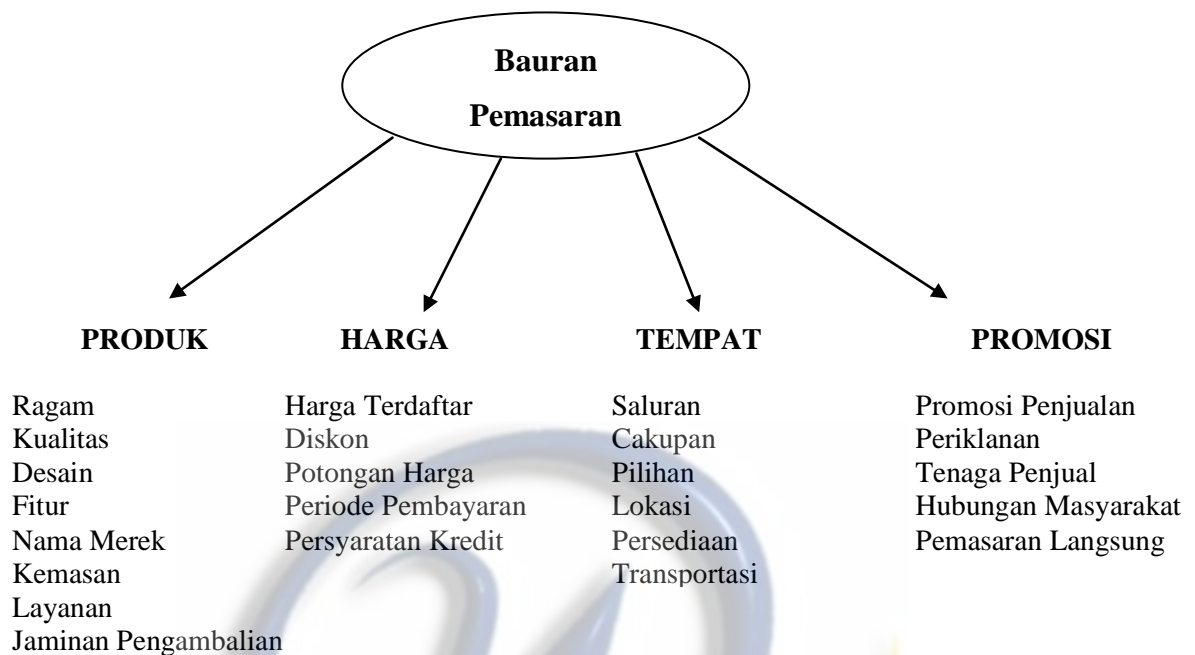 Bauran
Pemasaran
PRODUK
HARGA
TEMPAT
PROMOSI
Ragam
Kualitas
Desain
Fitur
Nama Merek
Kemasan
Layanan
Jaminan Pengambalian
Harga Terdaftar
Diskon
Potongan Harga
Periode Pembayaran
Persyaratan Kredit
Saluran
Cakupan
Pilihan
Lokasi
Persediaan
Transportasi
Promosi Penjualan
Periklanan
Tenaga Penjual
Hubungan Masyarakat
Pemasaran Langsung